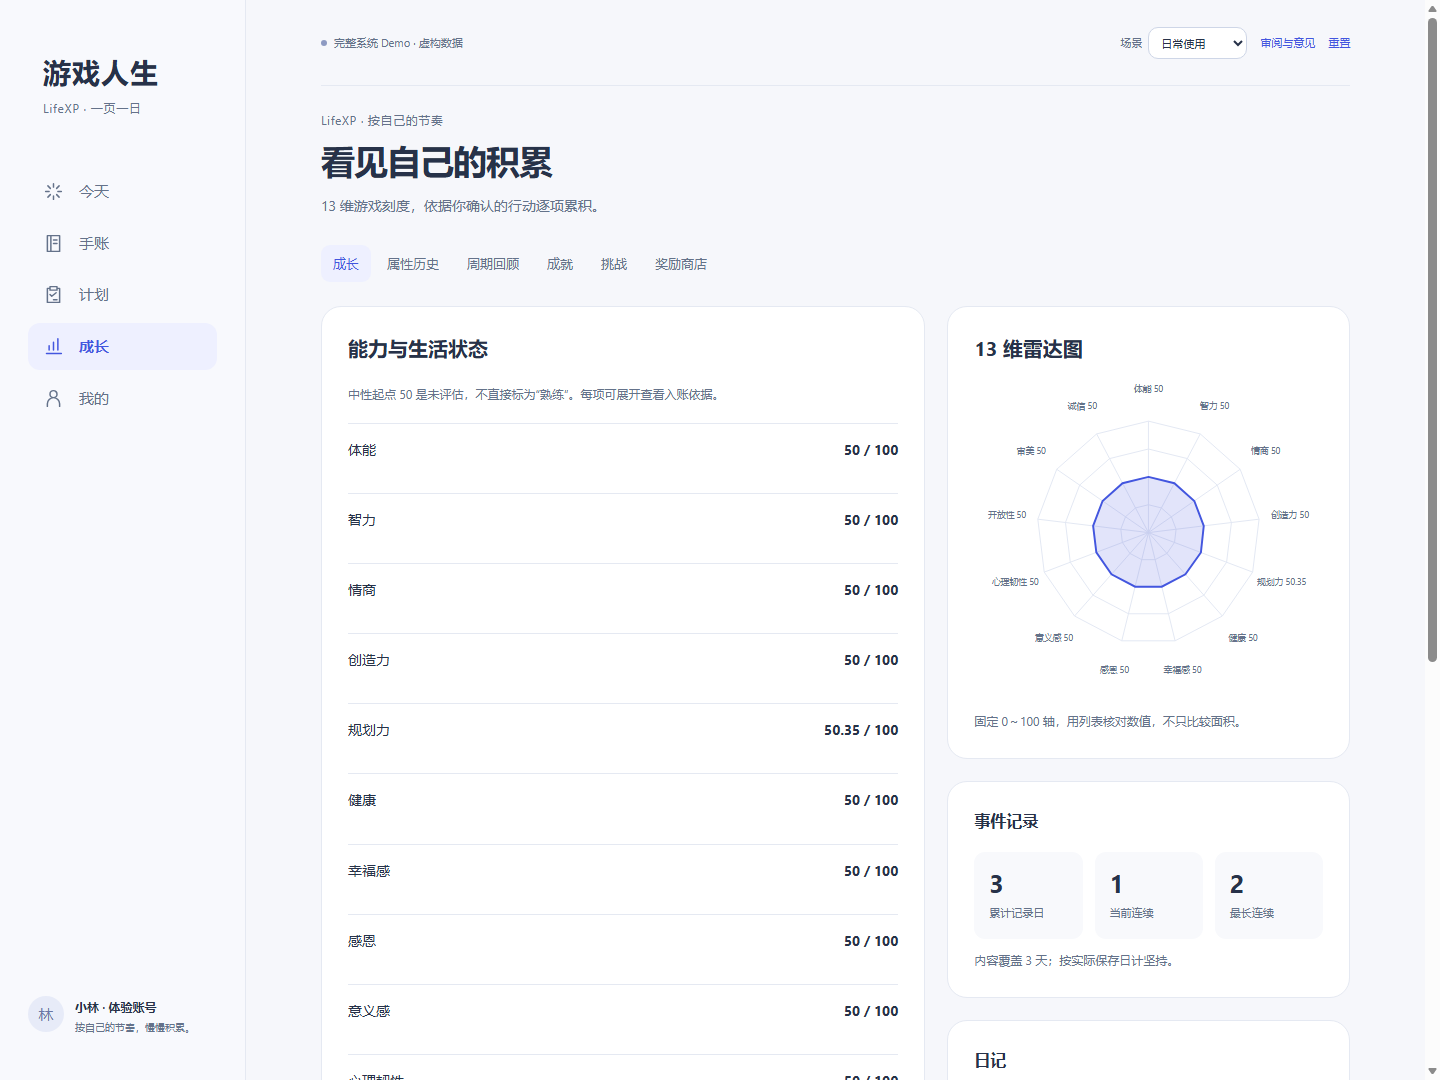 游戏人生
LifeXP · 一页一日
今天
手账
计划
成长
我的
小林 · 体验账号
按自己的节奏，慢慢积累。
完整系统 Demo · 虚构数据
场景
日常使用
审阅与意见
重置
LifeXP · 按自己的节奏
看见自己的积累
13 维游戏刻度，依据你确认的行动逐项累积。
成长
属性历史
周期回顾
成就
挑战
奖励商店
能力与生活状态
中性起点 50 是未评估，不直接标为“熟练”。每项可展开查看入账依据。
体能 50 / 100
智力 50 / 100
情商 50 / 100
创造力 50 / 100
规划力 50.35 / 100
健康 50 / 100
幸福感 50 / 100
感恩 50 / 100
意义感 50 / 100
心理韧性 50 / 100
13 维雷达图
体能 50
智力 50
情商 50
创造力 50
规划力 50.35
健康 50
幸福感 50
感恩 50
意义感 50
心理韧性 50
开放性 50
审美 50
诚信 50
固定 0 ~ 100 轴，用列表核对数值，不只比较面积。
事件记录
3
累计记录日
1
当前连续
2
最长连续
内容覆盖 3 天；按实际保存日计坚持。
日记